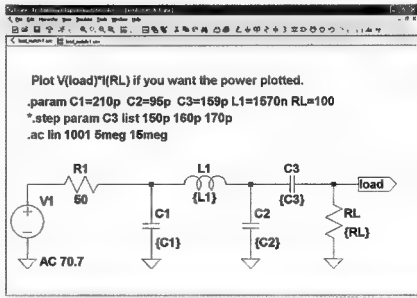 Plot V(load)*I(RL) if you want the power plotted.
.param C1=210p C2=95p C3=159p L1=1570n RL=100
*.step param C3 list 150p 160p 170p
.ac lin 1001 5meg 15meg
R1
50
V1
AC 70.7
C1
{C1}
L1
{L1}
C2
{C2}
C3
{C3}
load
RL
{RL}